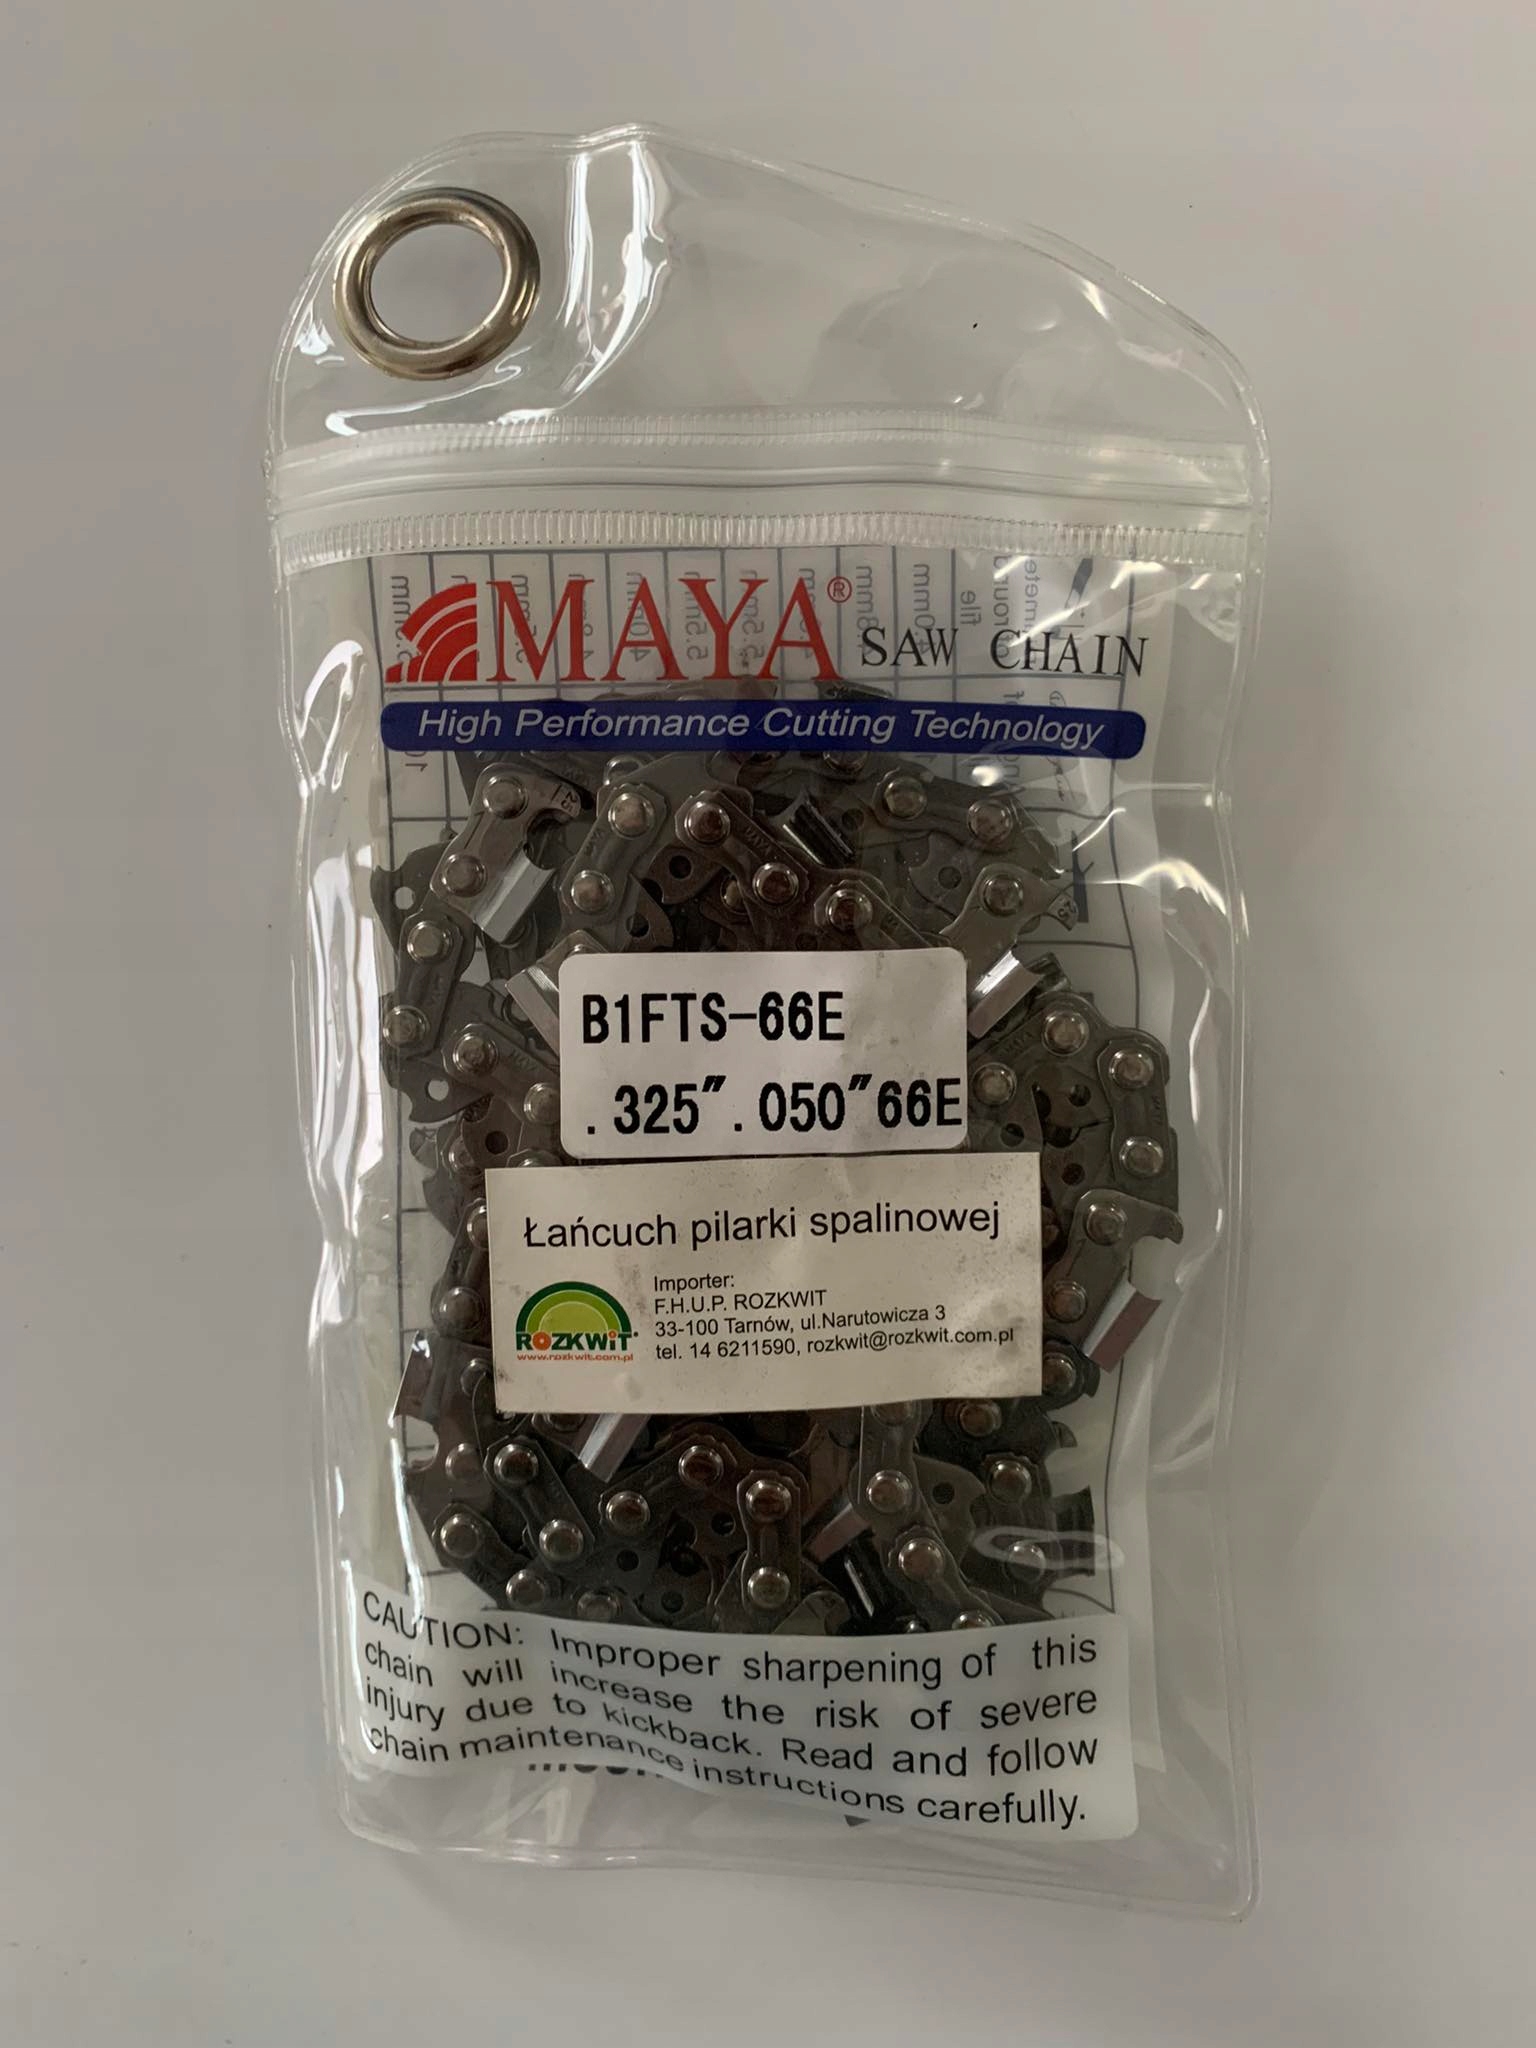 MAYA® SAW CHAIN
High Performance Cutting Technology
B1FTS-66E
.325".050"66E
Łańcuch pilarki spalinowej
ROZKWiT
www.rozkwit.com.pl
Importer:
F.H.U.P. ROZKWIT
33-100 Tarnów, ul.Narutowicza 3
tel. 14 6211590, rozkwit@rozkwit.com.pl
CAUTION: Improper sharpening of this
chain will increase the risk of severe
injury due to kickback. Read and follow
chain maintenance instructions carefully.